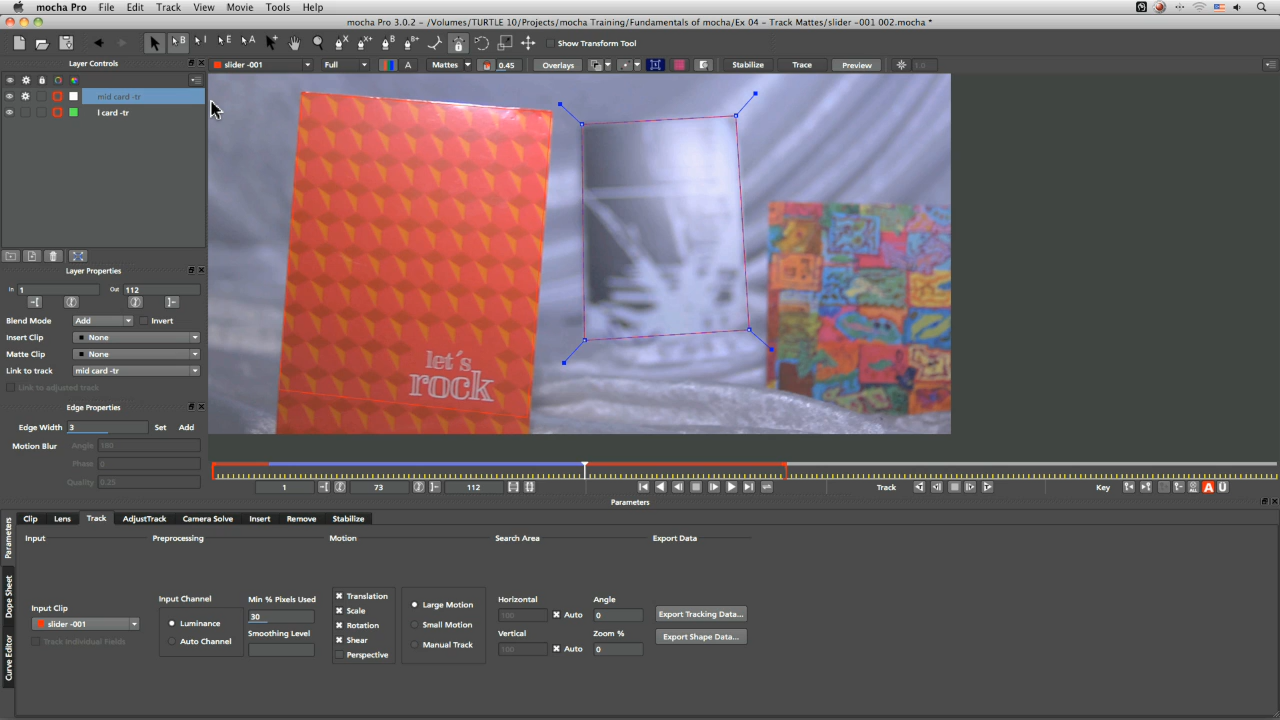 mocha Pro File Edit Track View Movie Tools Help
mocha Pro 3.0.2 - /Volumes/TURTLE 10/Projects/mocha Training/Fundamentals of mocha/Ex 04 - Track Mattes/slider -001 002.mocha *
Show Transform Tool
Layer Controls
slider -001 Full A Mattes 0.45 Overlays Stabilize Trace Preview 1.0
mid card -tr
l card -tr
let's
rock
Layer Properties
In 1 Out 112
Blend Mode Add Invert
Insert Clip None
Matte Clip None
Link to track mid card -tr
Link to adjusted track
Edge Properties
Edge Width 3 Set Add
Motion Blur Angle 180
Phase 0
Quality 0.25
1 73 112 Track Key A U
Parameters
Parameters
Dope Sheet
Curve Editor
Clip Lens Track AdjustTrack Camera Solve Insert Remove Stabilize
Input Preprocessing Motion Search Area Export Data
Input Clip
slider -001
Track Individual Fields
Input Channel
Luminance
Auto Channel
Min % Pixels Used
30
Smoothing Level
Translation
Scale
Rotation
Shear
Perspective
Large Motion
Small Motion
Manual Track
Horizontal
100 Auto
Vertical
100 Auto
Angle
0
Zoom %
0
Export Tracking Data...
Export Shape Data...